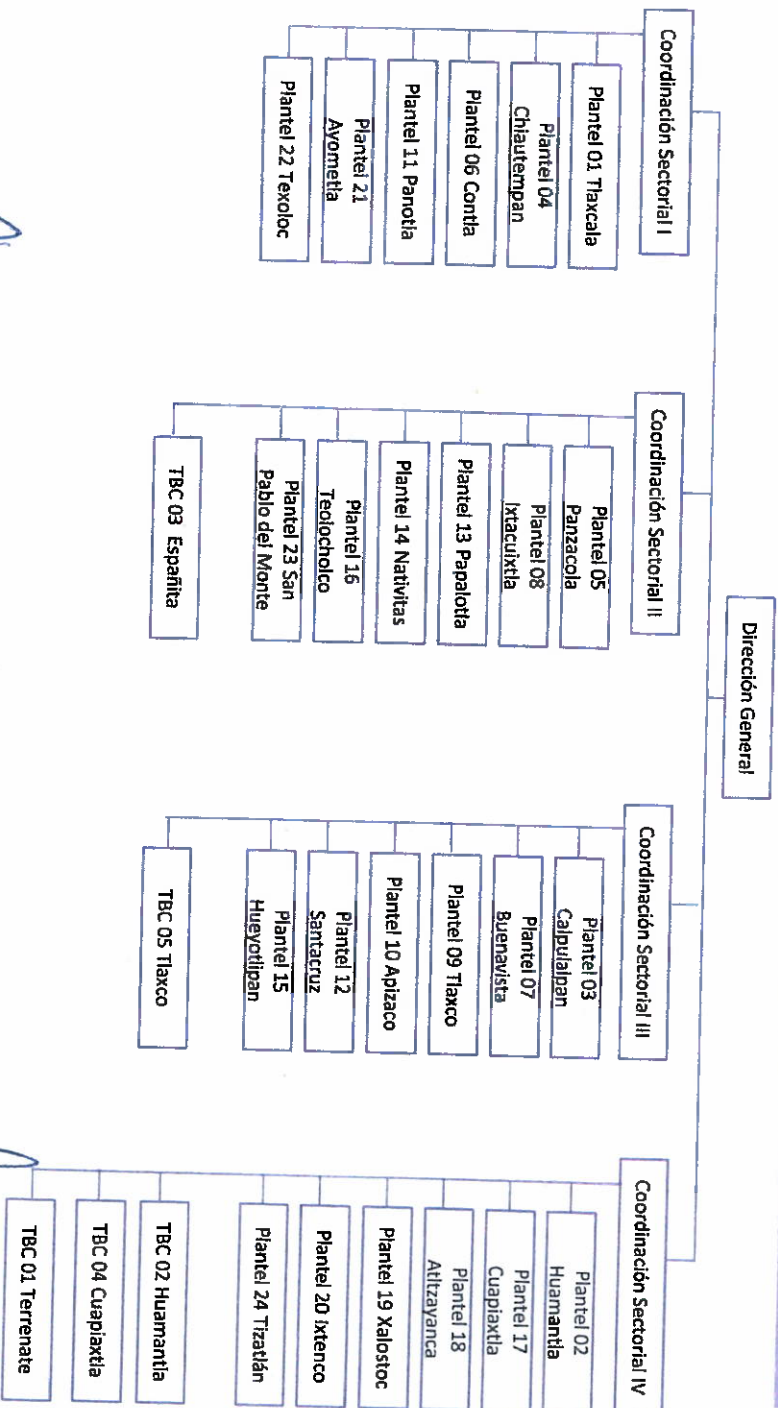 Dirección General
Coordinación Sectorial I
Plantel 01 Tlaxcala
Plantel 04
Chiautempan
Plantel 06 Contla
Plantel 11 Panotla
Plantel 21
Ayometla
Plantel 22 Texoloc
Coordinación Sectorial II
Plantel 05
Panzacola
Plantel 08
Ixtacuixtla
Plantel 13 Papalotla
Plantel 14 Nativitas
Plantel 16
Teolocholco
Plantel 23 San
Pablo del Monte
TBC 03 Españita
Coordinación Sectorial III
Plantel 03
Calpulalpan
Plantel 07
Buenavista
Plantel 09 Tlaxco
Plantel 10 Apizaco
Plantel 12
Santacruz
Plantel 15
Hueyotlipan
TBC 05 Tlaxco
Coordinación Sectorial IV
Plantel 02
Huamantla
Plantel 17
Cuapiaxtla
Plantel 18
Atltzayanca
Plantel 19 Xalostoc
Plantel 20 Ixtenco
Plantel 24 Tizatlán
TBC 02 Huamantla
TBC 04 Cuapiaxtla
TBC 01 Terrenate